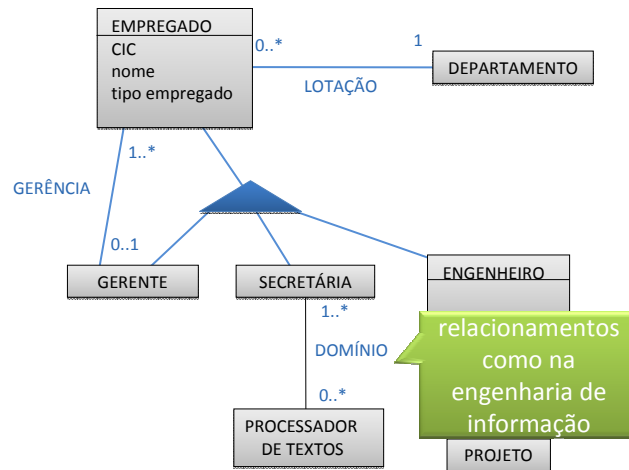 EMPREGADO
CIC
nome
tipo empregado
0..*
1
DEPARTAMENTO
LOTAÇÃO
1..*
GERÊNCIA
0..1
GERENTE
SECRETÁRIA
ENGENHEIRO
1..*
DOMÍNIO
0..*
relacionamentos
como na
engenharia de
informação
PROCESSADOR
DE TEXTOS
PROJETO